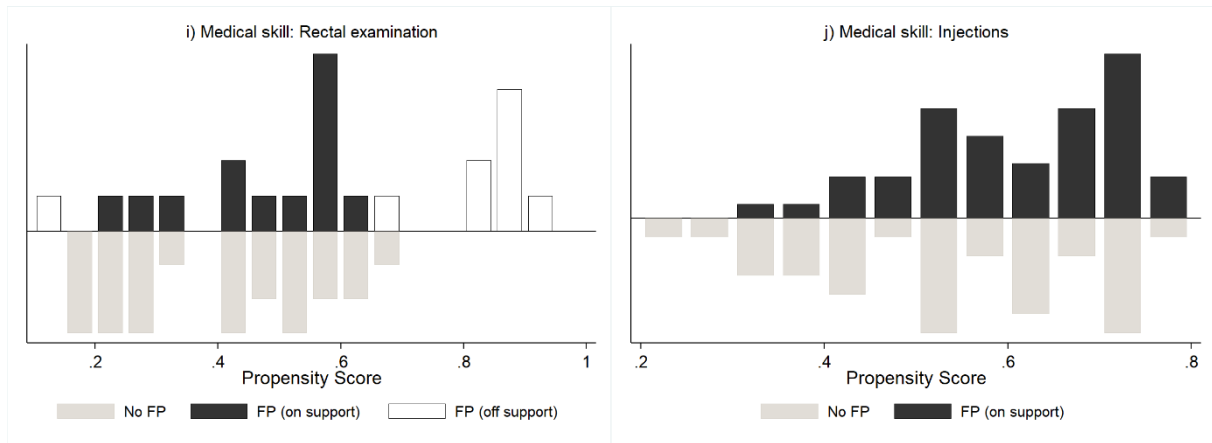 i) Medical skill: Rectal examination
.2 .4 .6 .8 1
Propensity Score
No FP FP (on support) FP (off support)
j) Medical skill: Injections
.2 .4 .6 .8
Propensity Score
No FP FP (on support)